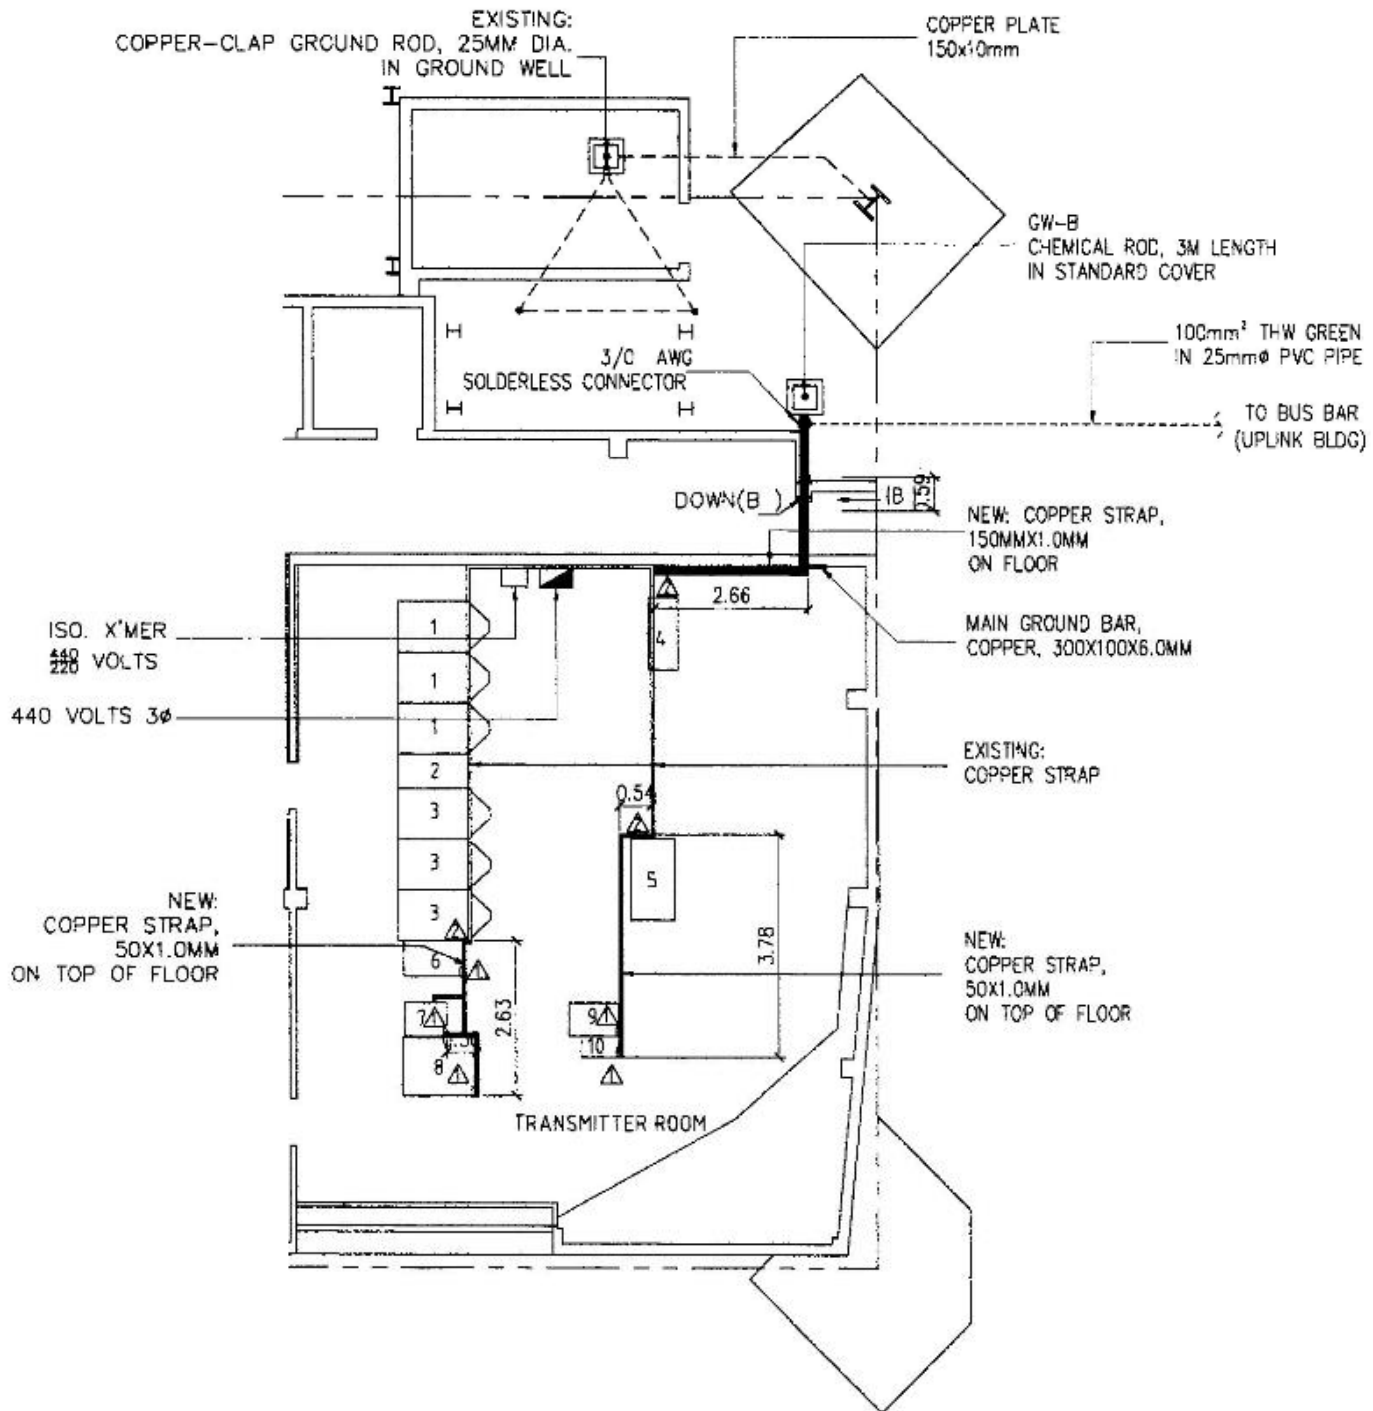 EXISTING:
COPPER-CLAP GROUND ROD, 25MM DIA.
IN GROUND WELL
COPPER PLATE
150x10mm
GW-B
CHEMICAL ROD, 3M LENGTH
IN STANDARD COVER
100mm² THW GREEN
IN 25mmø PVC PIPE
3/0 AWG
SOLDERLESS CONNECTOR
TO BUS BAR
(UPLINK BLDG)
DOWN(B )
0.59
NEW: COPPER STRAP,
150MMX1.0MM
ON FLOOR
2.66
MAIN GROUND BAR,
COPPER, 300X100X6.0MM
ISO. X'MER
440
220 VOLTS
440 VOLTS 3ø
1
1
1
2
3
3
3
4
EXISTING:
COPPER STRAP
0.54
5
3.78
NEW:
COPPER STRAP,
50X1.0MM
ON TOP OF FLOOR
6
2.63
7
8
9
10
NEW:
COPPER STRAP,
50X1.0MM
ON TOP OF FLOOR
TRANSMITTER ROOM